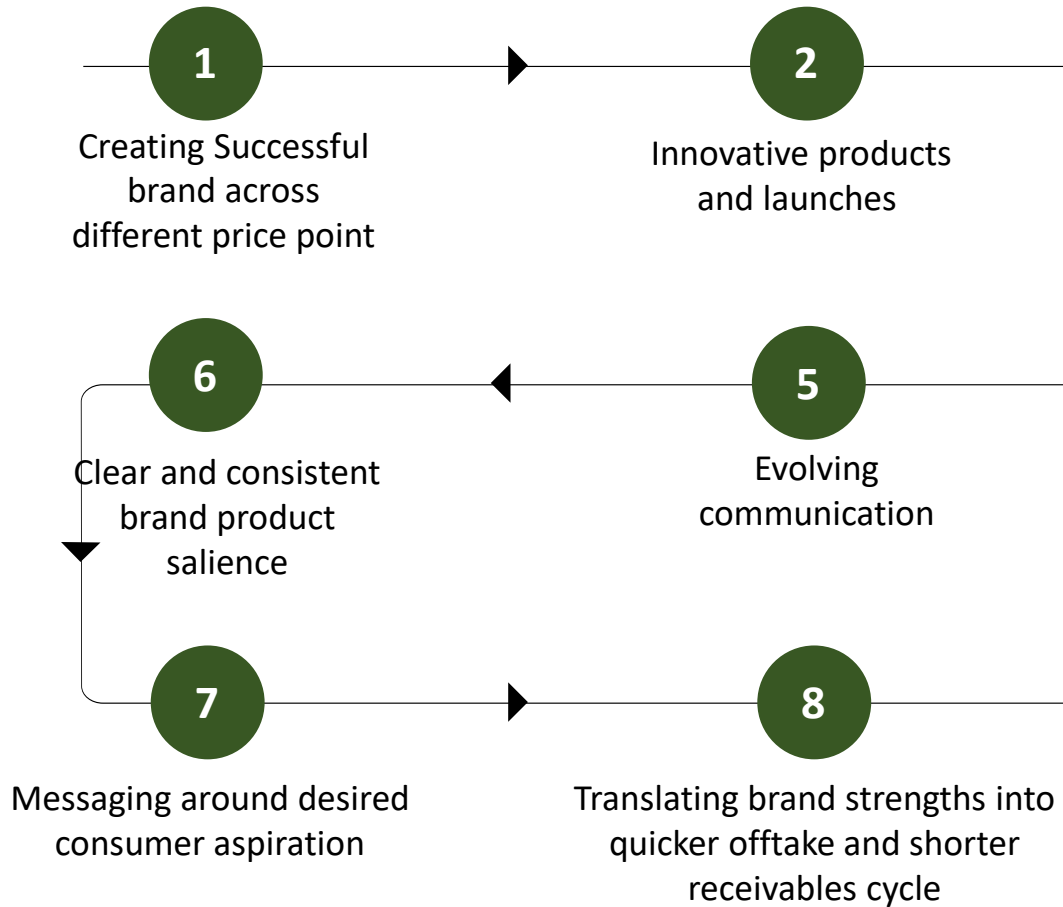 1
Creating Successful
brand across
different price point
2
Innovative products
and launches
6
Clear and consistent
brand product
salience
5
Evolving
communication
7
Messaging around desired
consumer aspiration
8
Translating brand strengths into
quicker offtake and shorter
receivables cycle